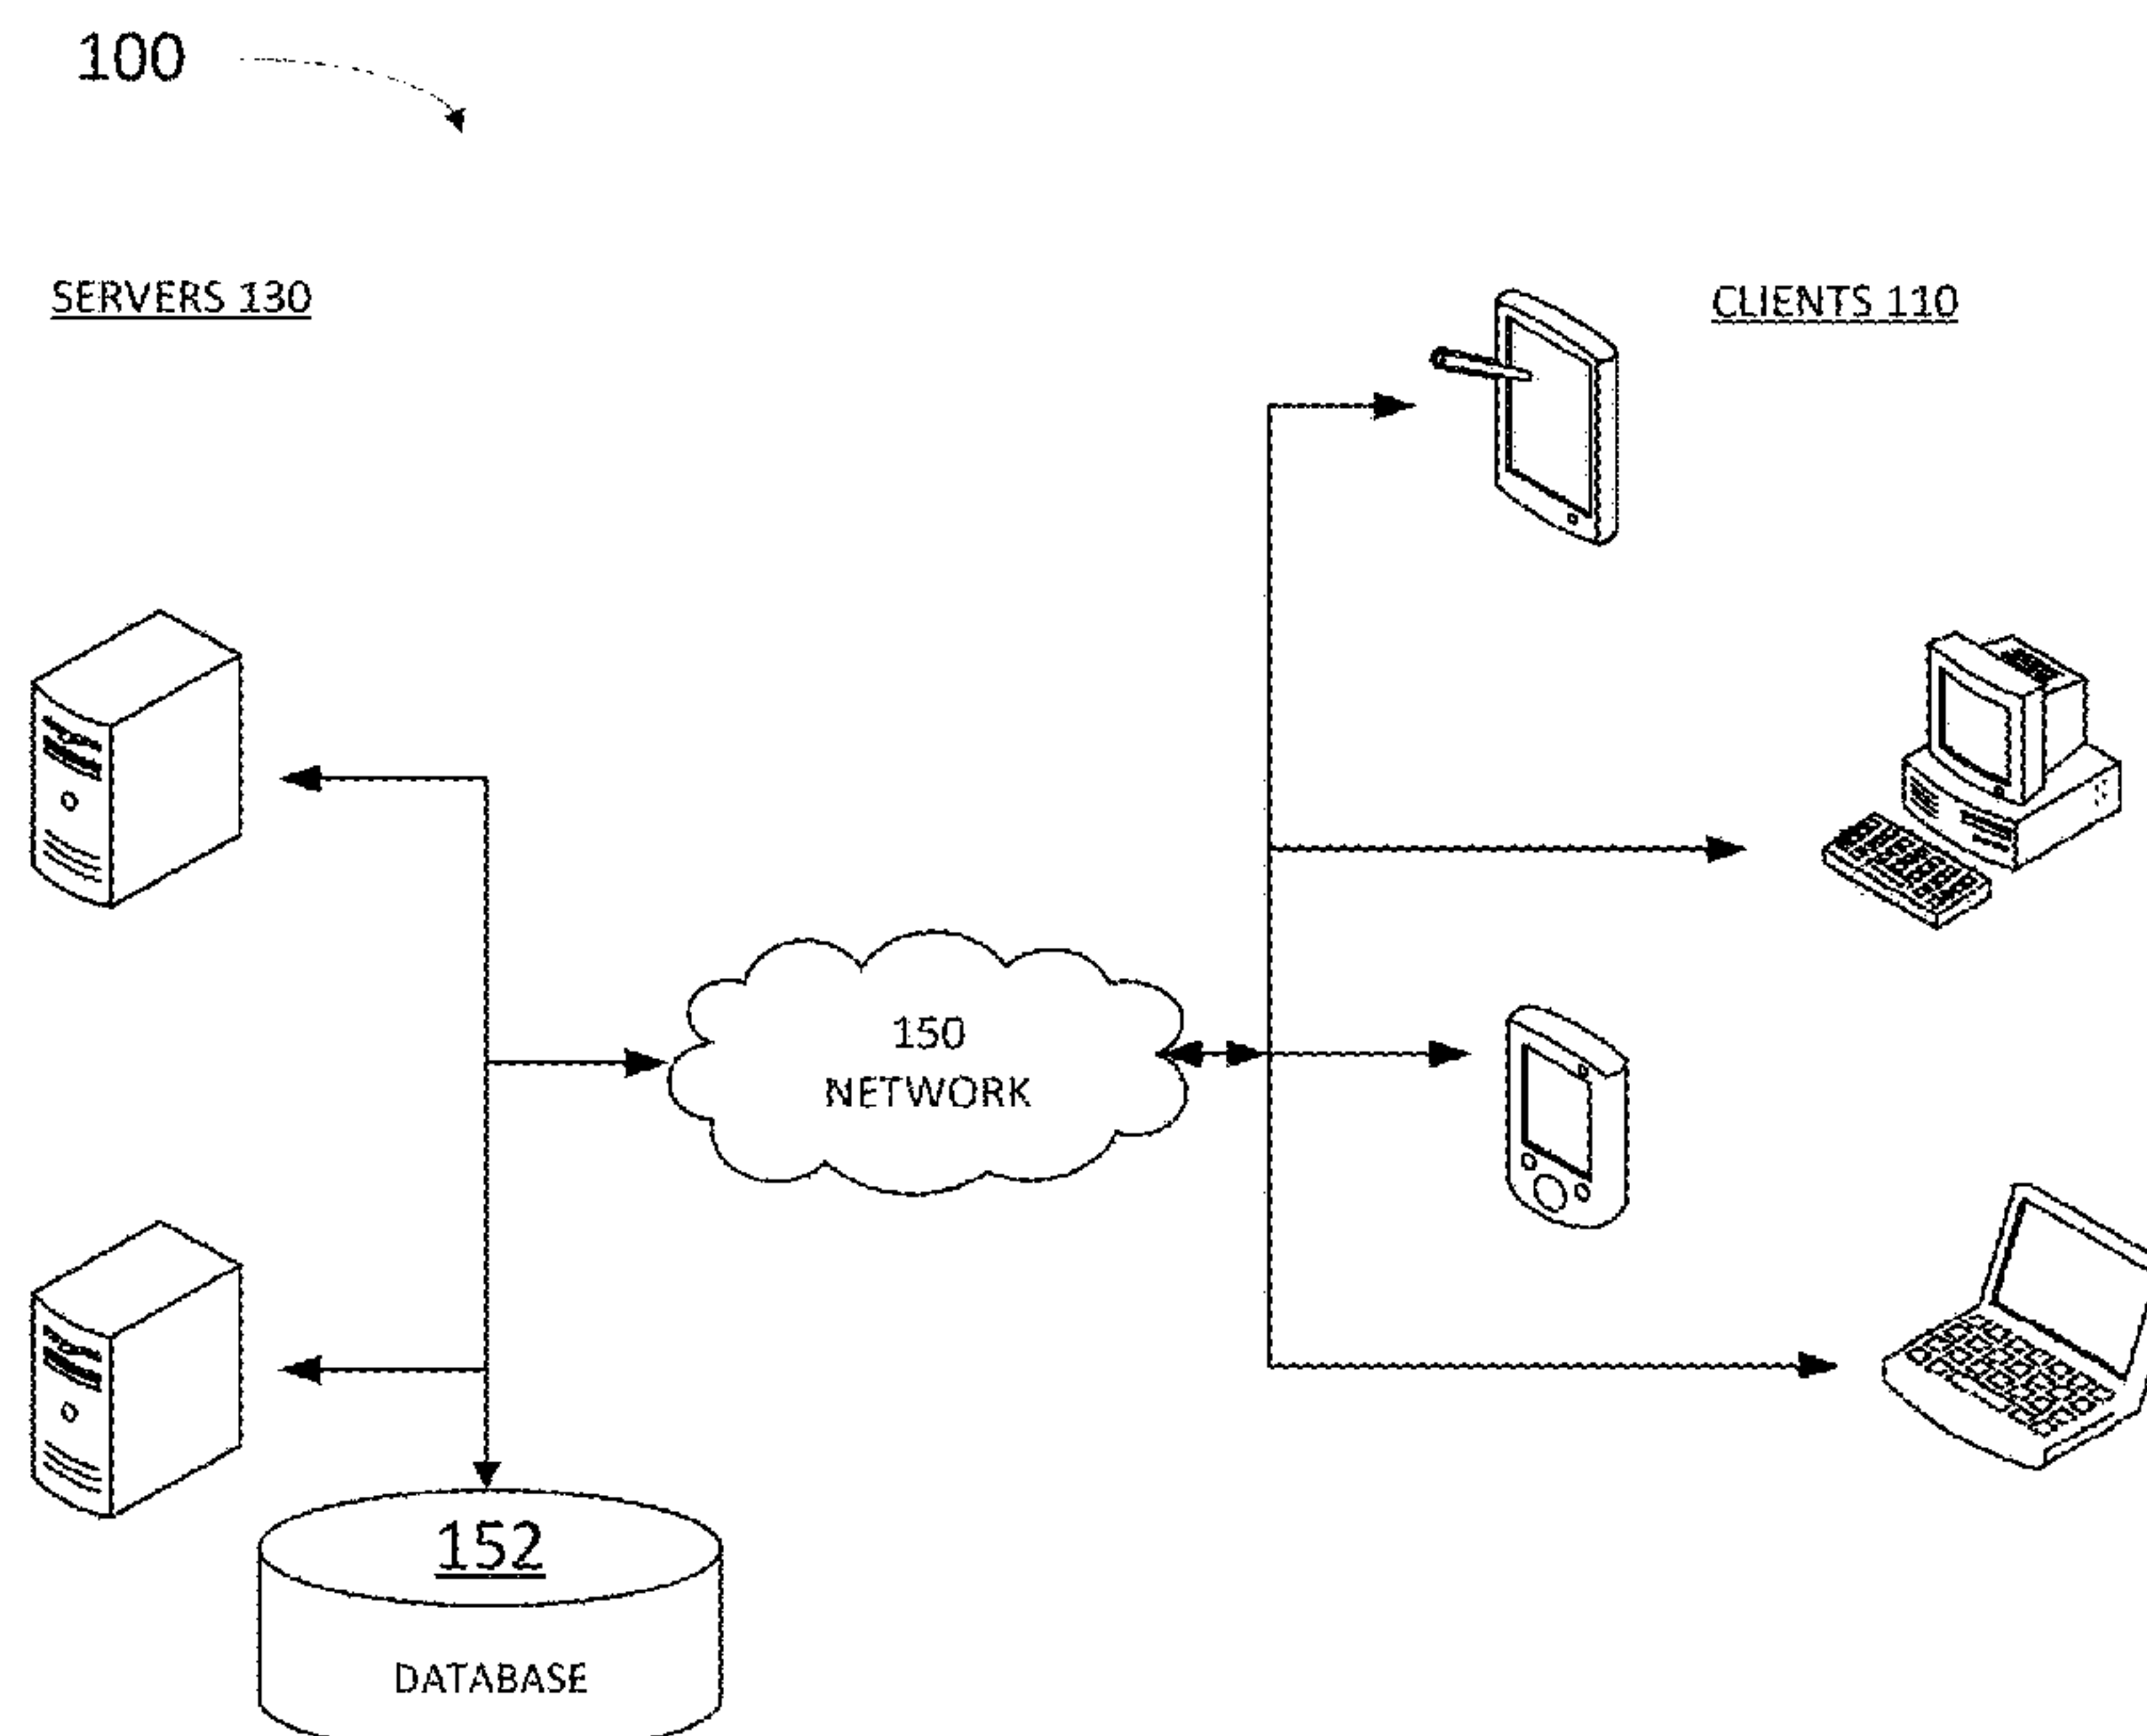 100
SERVERS 130
CLIENTS 110
150
NETWORK
152
DATABASE